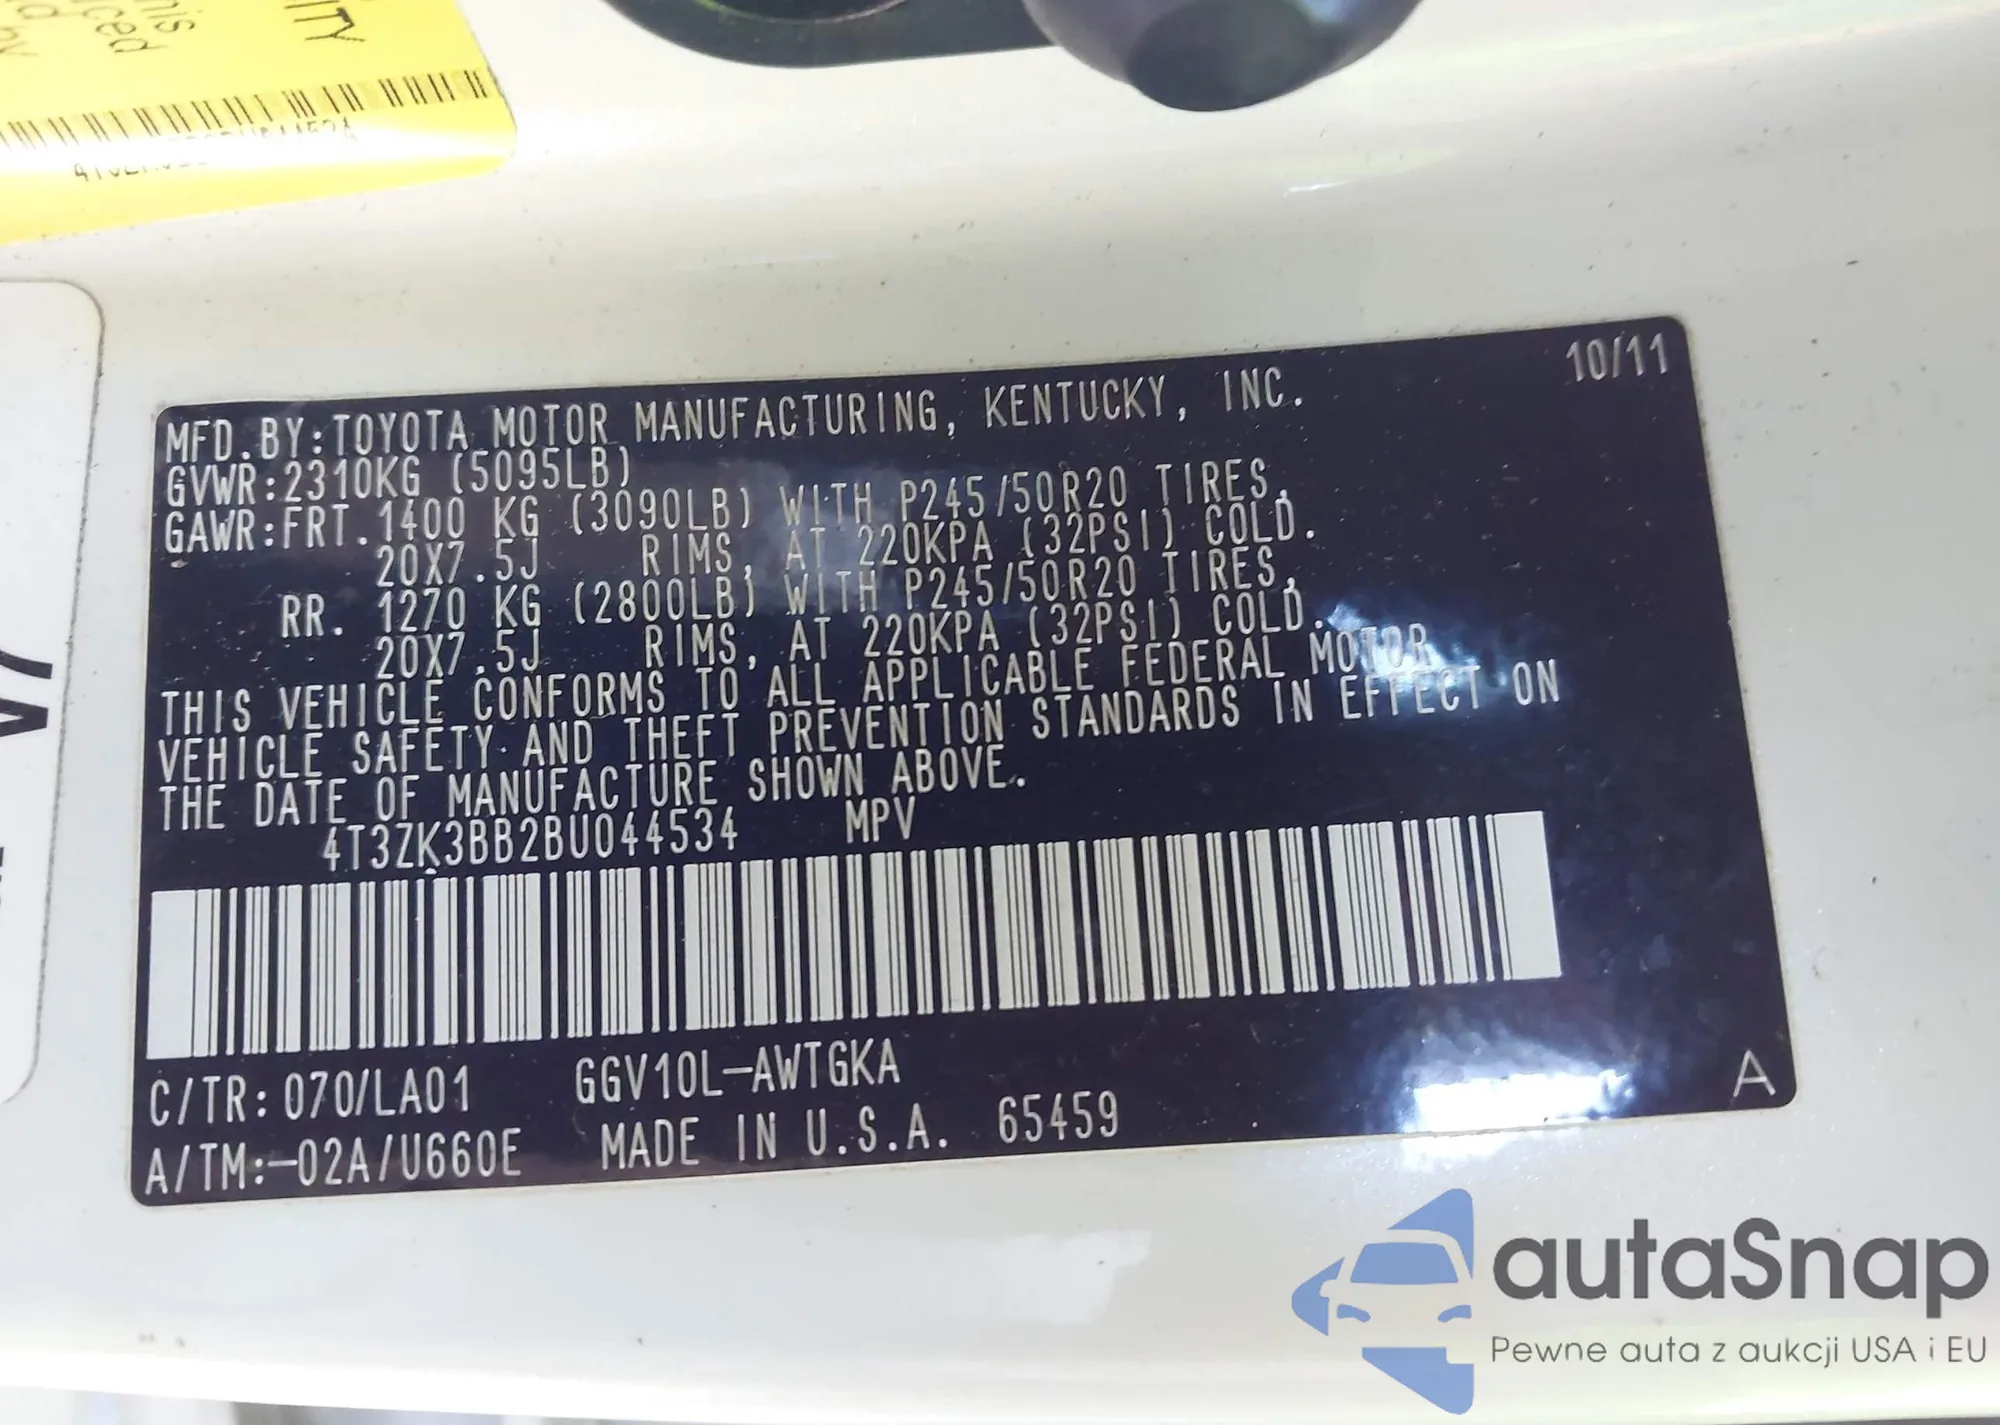 ITY
his
uced
d by
10/11
MFD.BY:TOYOTA MOTOR MANUFACTURING, KENTUCKY, INC.
GVWR:2310KG (5095LB)
GAWR:FRT.1400 KG (3090LB) WITH P245/50R20 TIRES,
20X7.5J RIMS, AT 220KPA (32PSI) COLD.
RR. 1270 KG (2800LB) WITH P245/50R20 TIRES,
20X7.5J RIMS, AT 220KPA (32PSI) COLD.
THIS VEHICLE CONFORMS TO ALL APPLICABLE FEDERAL MOTOR
VEHICLE SAFETY AND THEFT PREVENTION STANDARDS IN EFFECT ON
THE DATE OF MANUFACTURE SHOWN ABOVE.
4T3ZK3BB2BU044534 MPV
C/TR:070/LA01 GGV10L-AWTGKA
A/TM:-02A/U660E MADE IN U.S.A. 65459
A
autaSnap
Pewne auta z aukcji USA i EU